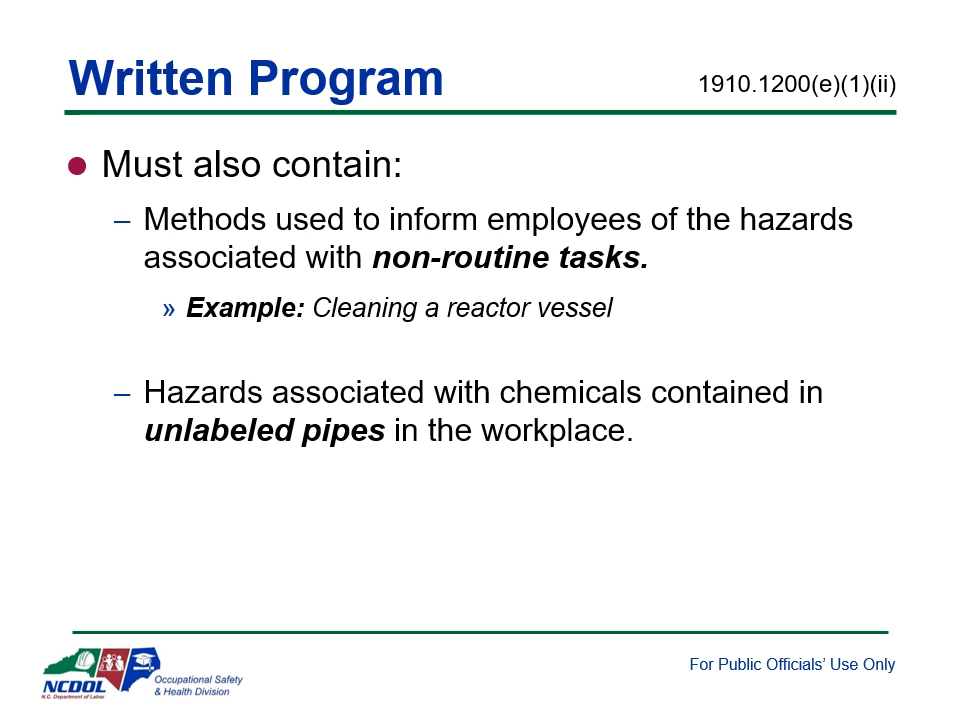 Written Program
1910.1200(e)(1)(ii)
● Must also contain:
– Methods used to inform employees of the hazards
associated with non-routine tasks.
» Example: Cleaning a reactor vessel
– Hazards associated with chemicals contained in
unlabeled pipes in the workplace.
NCDOL
N.C. Department of Labor
Occupational Safety
& Health Division
For Public Officials’ Use Only